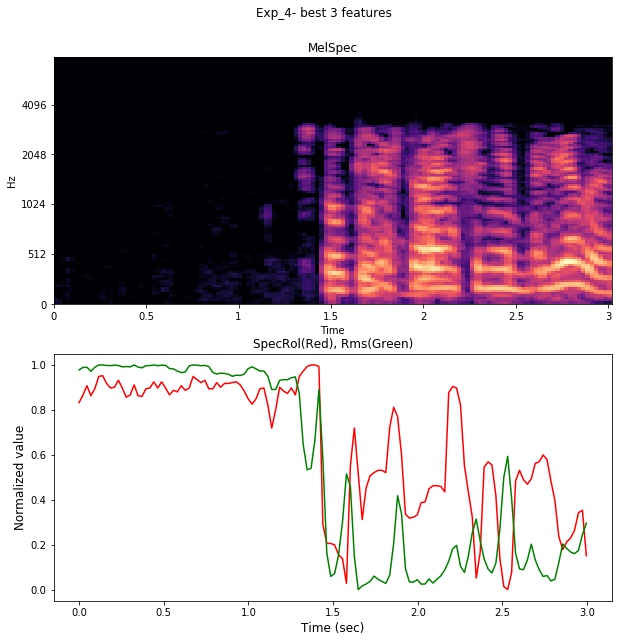 Exp_4- best 3 features
MelSpec
4096
2048
1024
512
0
Hz
0 0.5 1 1.5 2 2.5 3
Time
SpecRol(Red), Rms(Green)
1.0
0.8
0.6
0.4
0.2
0.0
Normalized value
0.0 0.5 1.0 1.5 2.0 2.5 3.0
Time (sec)